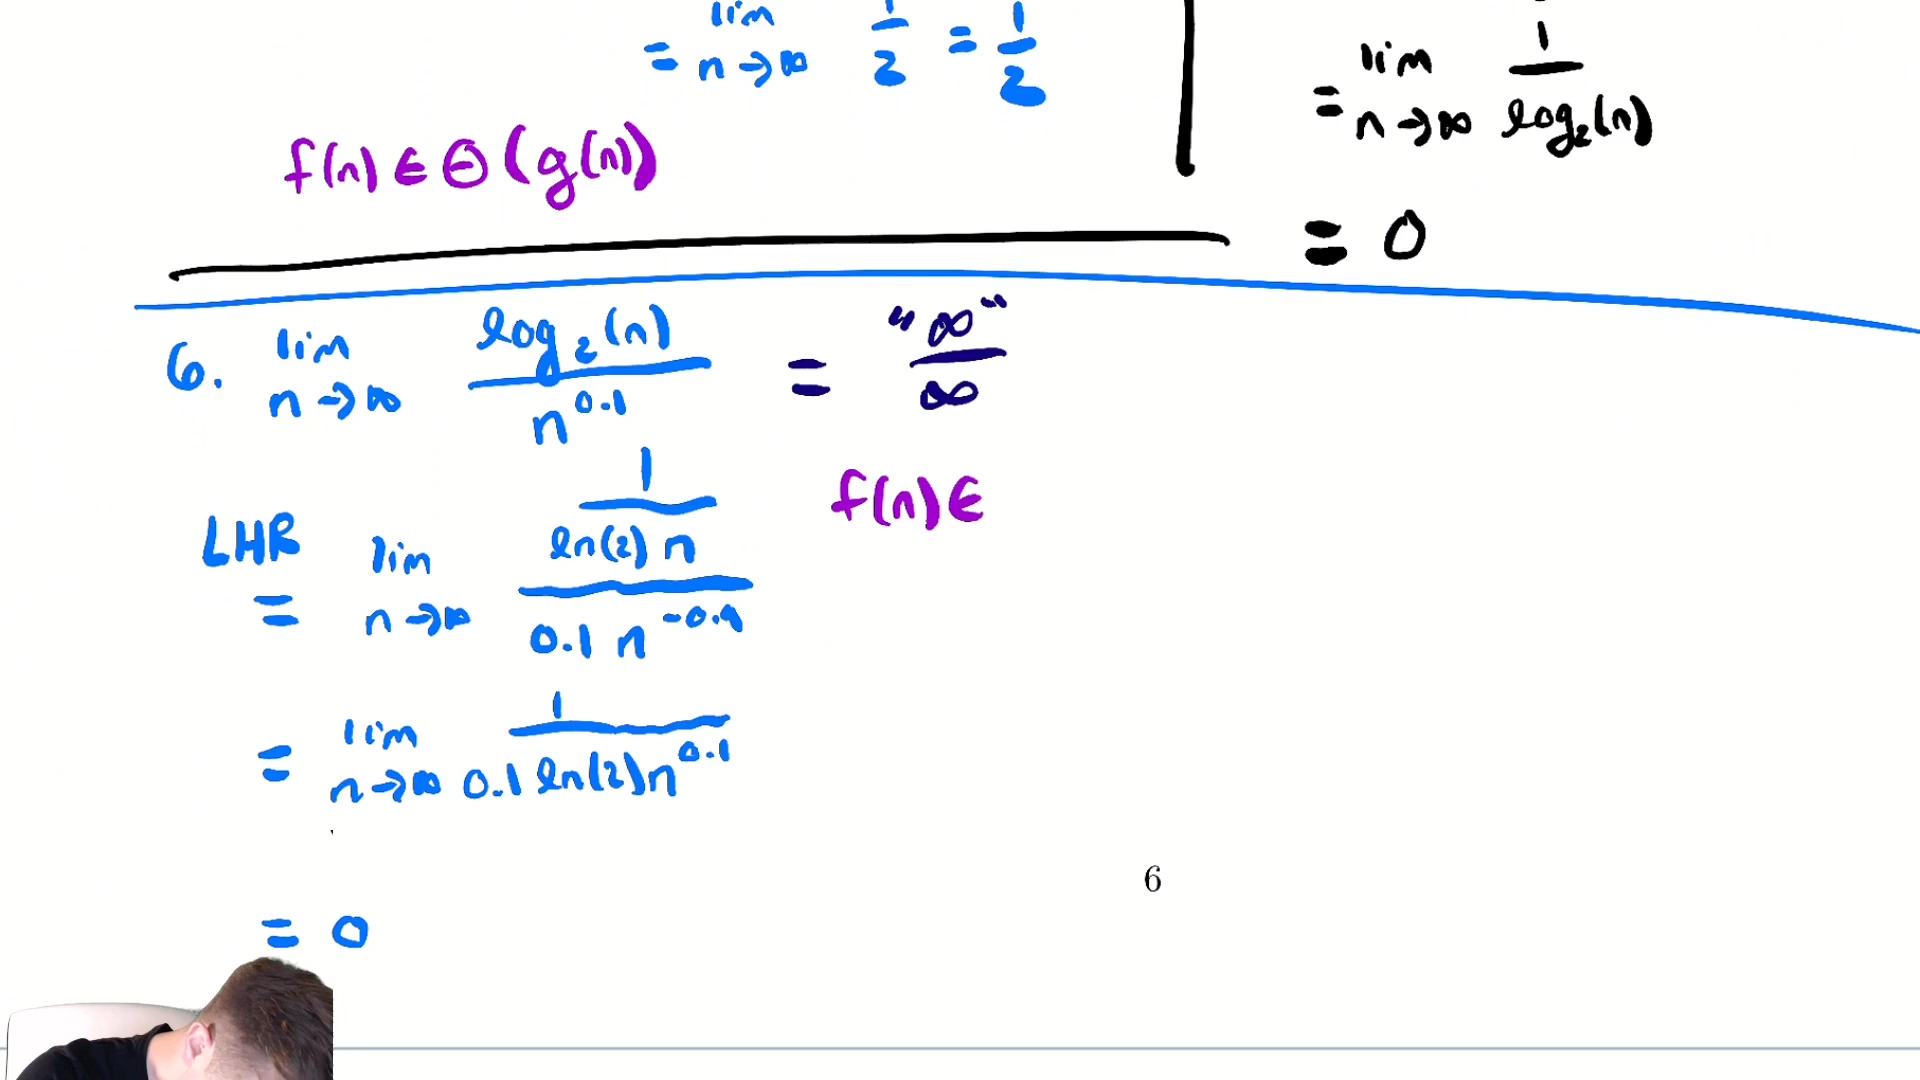 = lim n→∞ 1/2 = 1/2
= lim n→∞ 1/log₂(n)
f(n) ∈ Θ(g(n))
= 0
6. lim n→∞ log₂(n)/n^0.1 = "∞"/∞
f(n) ∈
LHR = lim n→∞ (1/(ln(2) n))/(0.1 n^-0.9)
= lim n→∞ 1/(0.1 ln(2) n^0.1)
6
= 0